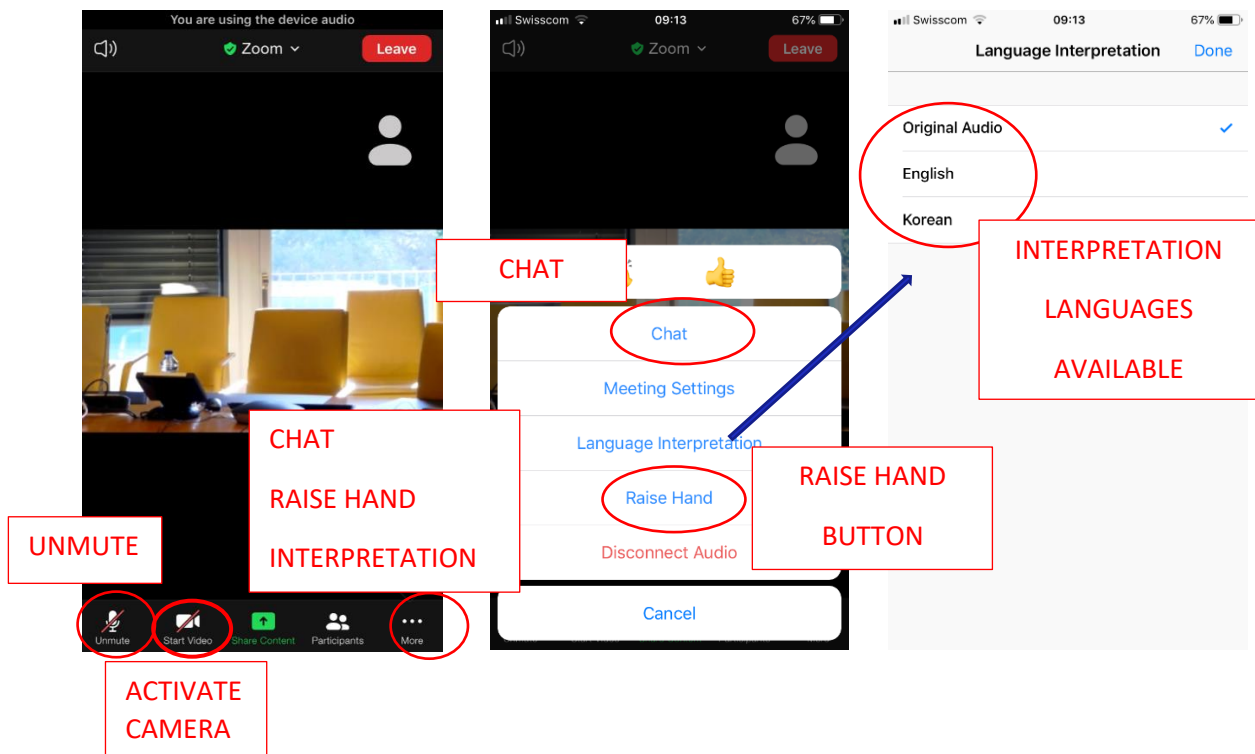 You are using the device audio
Zoom
Leave
Unmute
Start Video
Share Content
Participants
More
UNMUTE
CHAT
RAISE HAND
INTERPRETATION
ACTIVATE
CAMERA
Swisscom
09:13
67%
Zoom
Leave
CHAT
Chat
Meeting Settings
Language Interpretation
Raise Hand
Disconnect Audio
Cancel
RAISE HAND
BUTTON
Swisscom
09:13
67%
Language Interpretation
Done
Original Audio
English
Korean
INTERPRETATION
LANGUAGES
AVAILABLE